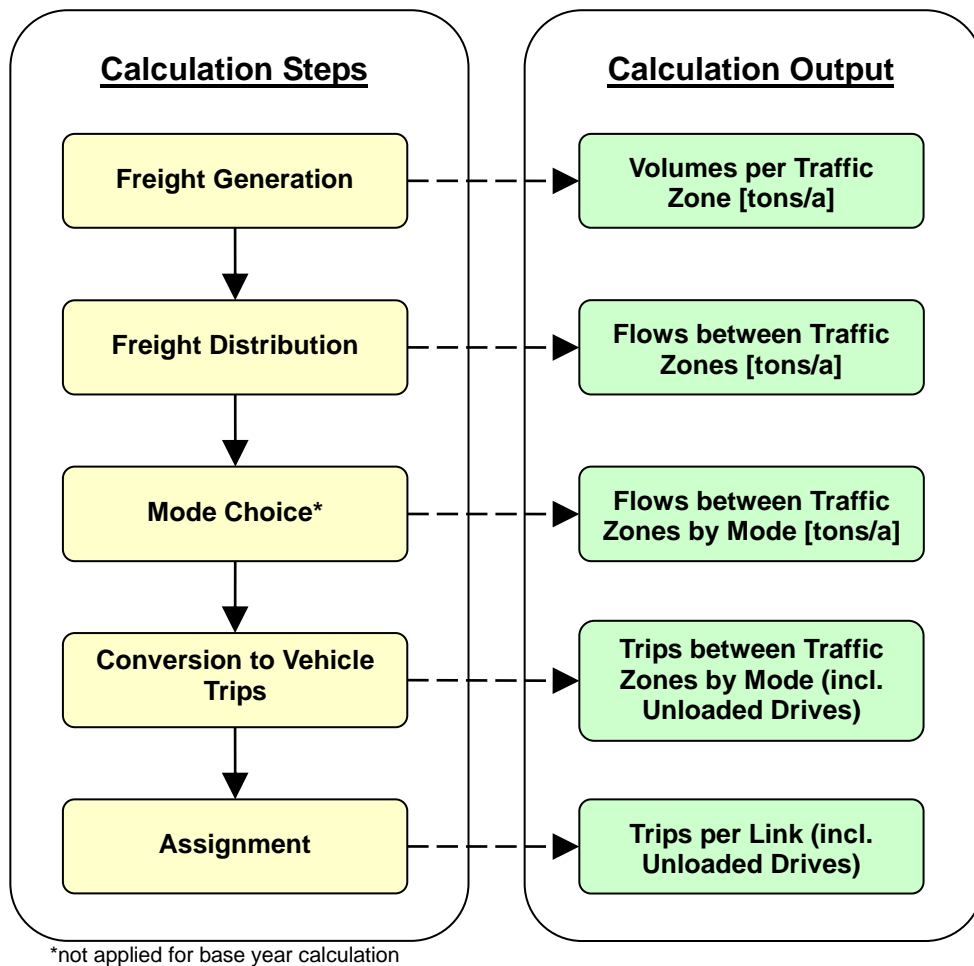 Calculation Steps
Calculation Output
Freight Generation
Volumes per Traffic
Zone [tons/a]
Freight Distribution
Flows between Traffic
Zones [tons/a]
Mode Choice*
Flows between Traffic
Zones by Mode [tons/a]
Conversion to Vehicle
Trips
Trips between Traffic
Zones by Mode (incl.
Unloaded Drives)
Assignment
Trips per Link (incl.
Unloaded Drives)
*not applied for base year calculation